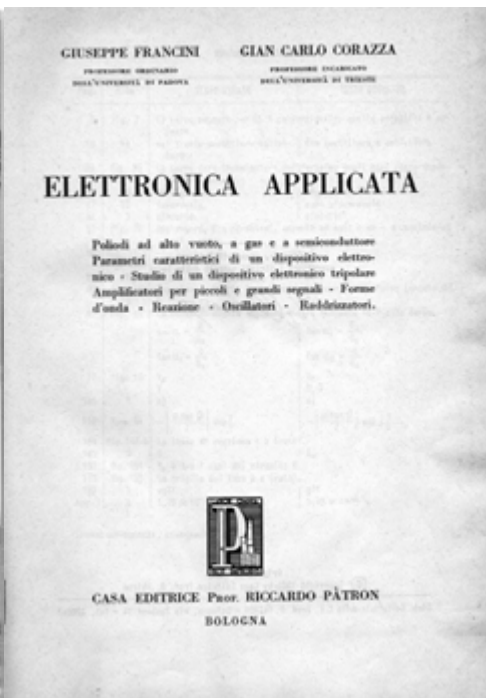 GIUSEPPE FRANCINI GIAN CARLO CORAZZA
PROFESSORE ORDINARIO PROFESSORE INCARICATO
DELL'UNIVERSITÀ DI PADOVA DELL'UNIVERSITÀ DI TRIESTE
ELETTRONICA APPLICATA
Poliodi ad alto vuoto, a gas e a semiconduttore
Parametri caratteristici di un dispositivo elettro-
nico - Studio di un dispositivo elettronico tripolare
Amplificatori per piccoli e grandi segnali - Forme
d'onda - Reazione - Oscillatori - Raddrizzatori.
P
CASA EDITRICE Prof. RICCARDO PÀTRON
BOLOGNA